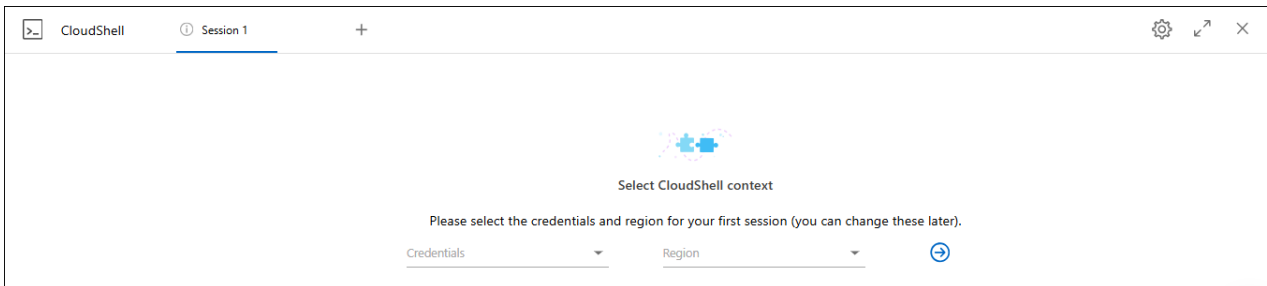 CloudShell
Session 1
Select CloudShell context
Please select the credentials and region for your first session (you can change these later).
Credentials
Region